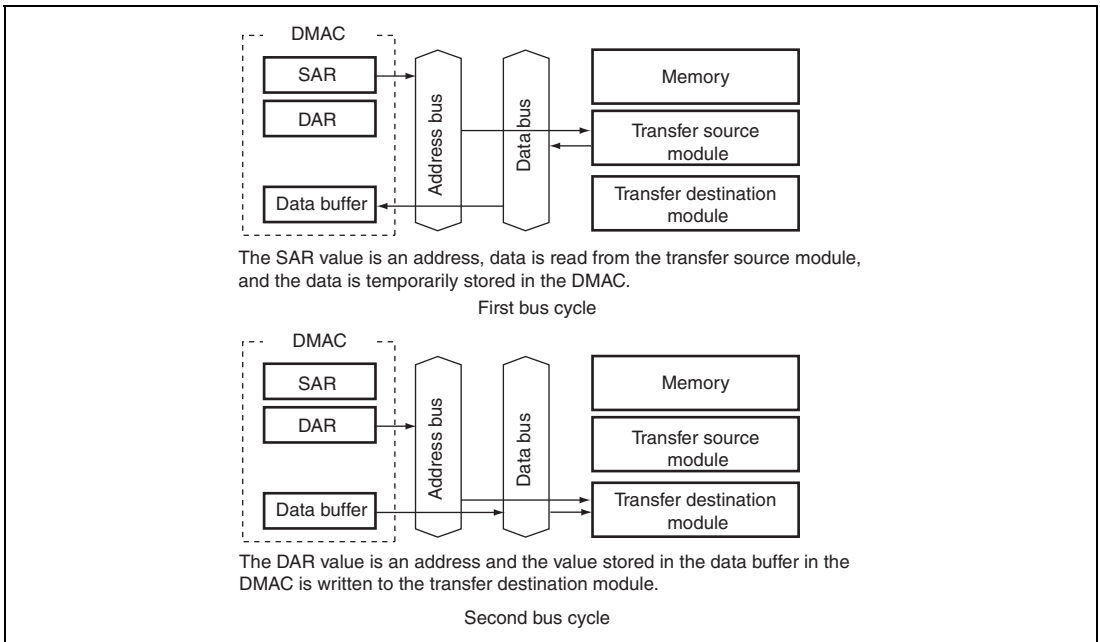 DMAC
SAR
DAR
Data buffer
Address bus
Data bus
Memory
Transfer source
module
Transfer destination
module
The SAR value is an address, data is read from the transfer source module,
and the data is temporarily stored in the DMAC.
First bus cycle
DMAC
SAR
DAR
Data buffer
Address bus
Data bus
Memory
Transfer source
module
Transfer destination
module
The DAR value is an address and the value stored in the data buffer in the
DMAC is written to the transfer destination module.
Second bus cycle